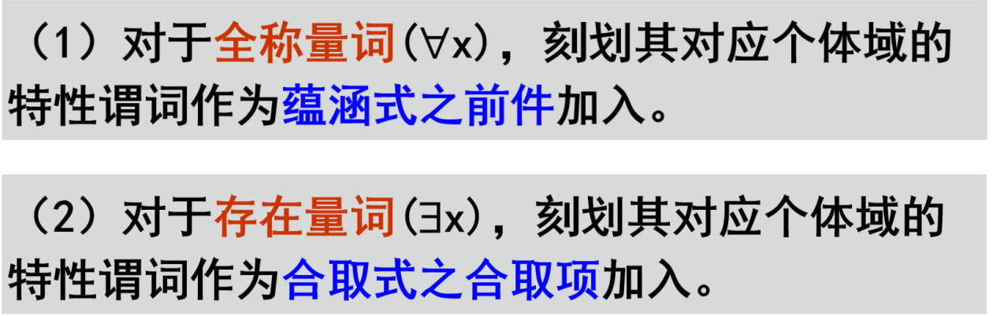 （1）对于全称量词(∀x)，刻划其对应个体域的
特性谓词作为蕴涵式之前件加入。
（2）对于存在量词(∃x)，刻划其对应个体域的
特性谓词作为合取式之合取项加入。